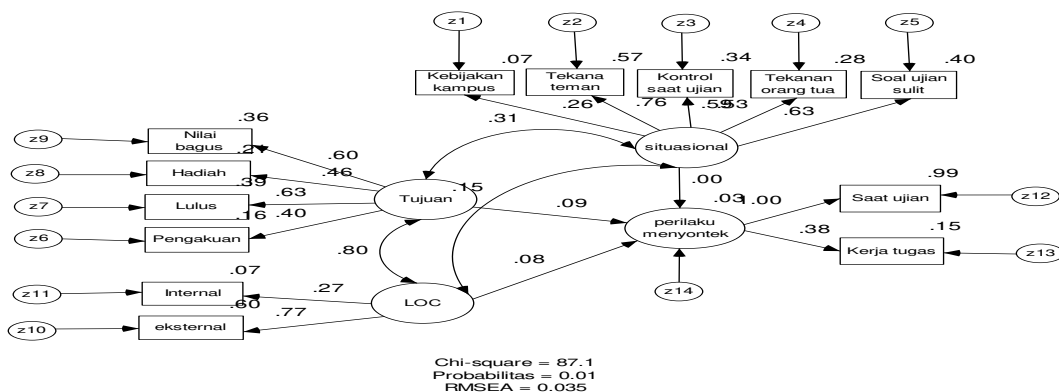 z1
z2
z3
z4
z5
.07
.57
.34
.28
.40
Kebijakan
kampus
Tekana
teman
Kontrol
saat ujian
Tekanan
orang tua
Soal ujian
sulit
.26
.76
.53
.63
.31
z9
Nilai
bagus
.36
.60
situasional
z8
Hadiah
.46
z7
Lulus
.39
.63
Tujuan
.15
z6
Pengakuan
.16
.40
.00
.03
1.00
.09
perilaku
menyontek
Saat ujian
.99
z12
.38
.15
Kerja tugas
z13
.80
.08
z14
.07
z11
Internal
.27
LOC
.60
z10
eksternal
.77
Chi-square = 87.1
Probabilitas = 0.01
RMSEA = 0.035